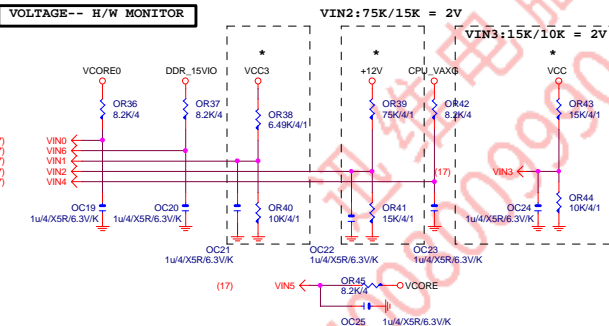 VOLTAGE-- H/W MONITOR
VIN2:75K/15K = 2V
VIN3:15K/10K = 2V
*
*
*
VCORE0
DDR_15VIO
VCC3
+12V
CPU_VAXG
VCC
OR36
8.2K/4
OR37
8.2K/4
OR38
6.49K/4/1
OR39
75K/4/1
OR42
8.2K/4
OR43
15K/4/1
VIN0
VIN6
VIN1
VIN2
VIN4
(17)
VIN3
OC19
1u/4/X5R/6.3V/K
OC20
1u/4/X5R/6.3V/K
OR40
10K/4/1
OR41
15K/4/1
OC24
1u/4/X5R/6.3V/K
OR44
10K/4/1
OC21
1u/4/X5R/6.3V/K
OC22
1u/4/X5R/6.3V/K
OC23
1u/4/X5R/6.3V/K
(17)
VIN5
OR45
8.2K/4
VCORE
OC25
1u/4/X5R/6.3V/K